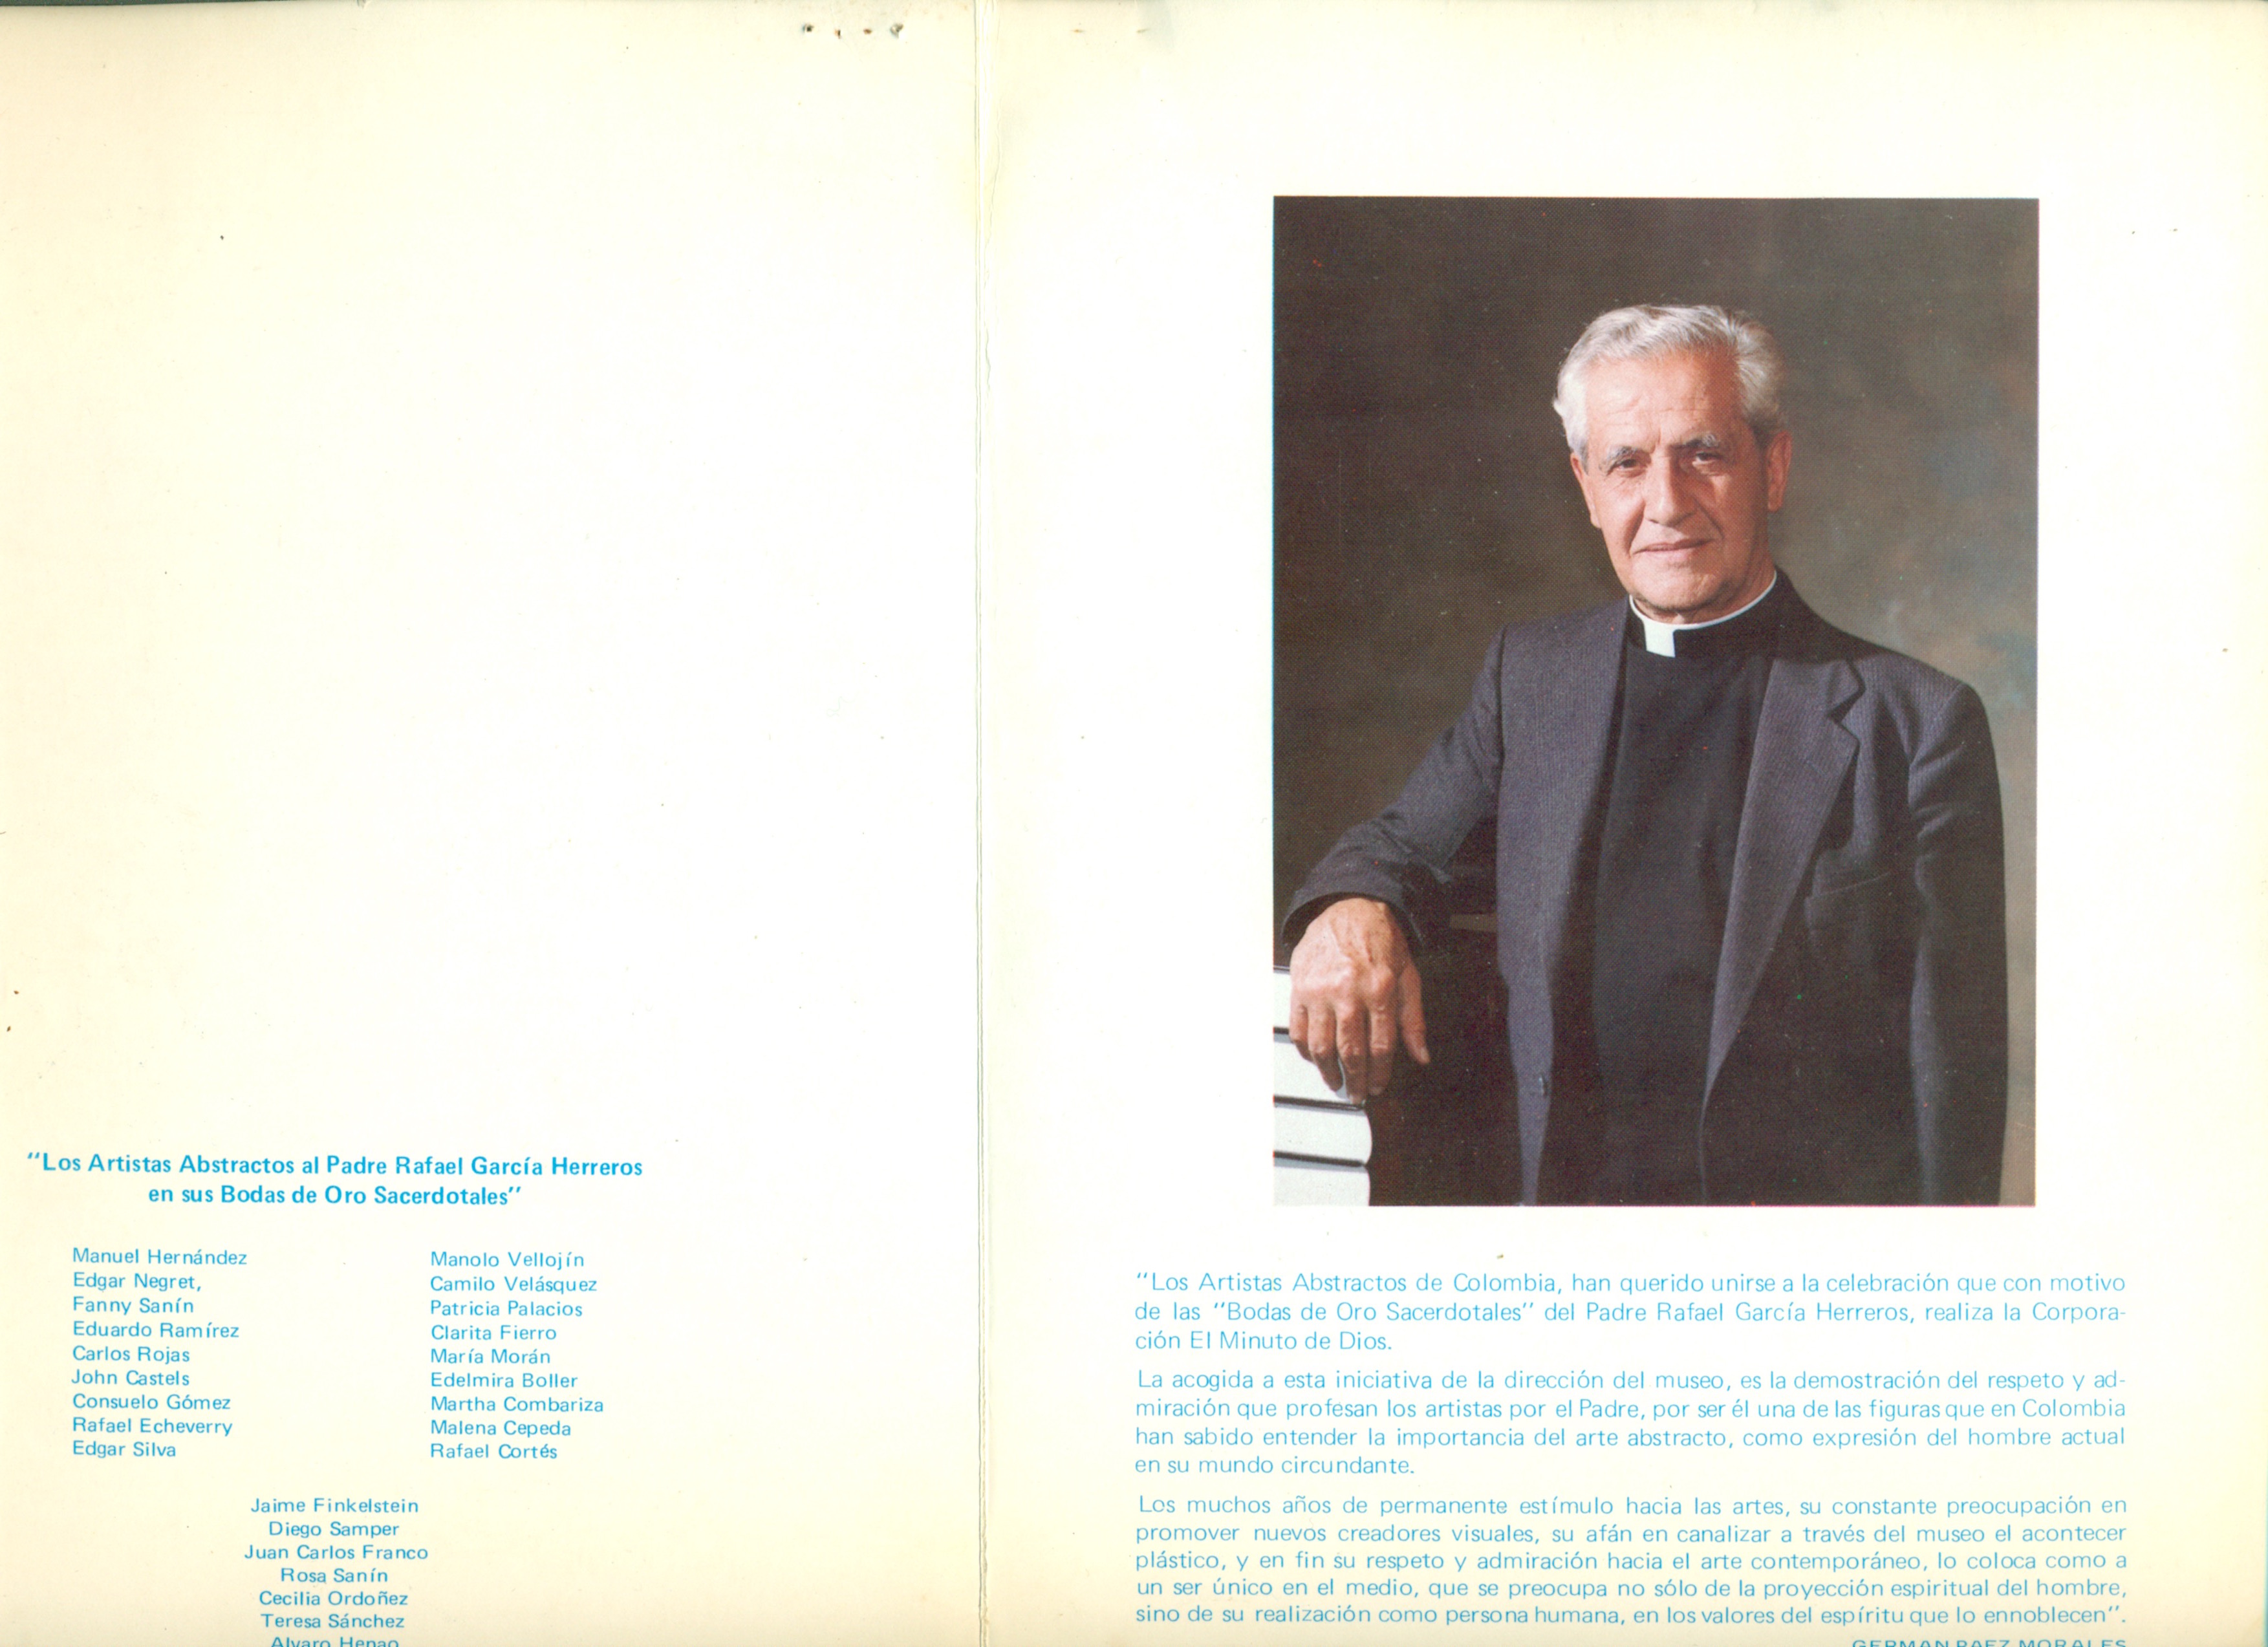 "Los Artistas Abstractos al Padre Rafael García Herreros
en sus Bodas de Oro Sacerdotales"
Manuel Hernández
Edgar Negret,
Fanny Sanín
Eduardo Ramírez
Carlos Rojas
John Castels
Consuelo Gómez
Rafael Echeverry
Edgar Silva
Manolo Vellojín
Camilo Velásquez
Patricia Palacios
Clarita Fierro
María Morán
Edelmira Boller
Martha Combariza
Malena Cepeda
Rafael Cortés
Jaime Finkelstein
Diego Samper
Juan Carlos Franco
Rosa Sanín
Cecilia Ordoñez
Teresa Sánchez
Alvaro Henao
"Los Artistas Abstractos de Colombia, han querido unirse a la celebración que con motivo
de las "Bodas de Oro Sacerdotales" del Padre Rafael García Herreros, realiza la Corpora-
ción El Minuto de Dios.
La acogida a esta iniciativa de la dirección del museo, es la demostración del respeto y ad-
miración que profesan los artistas por el Padre, por ser él una de las figuras que en Colombia
han sabido entender la importancia del arte abstracto, como expresión del hombre actual
en su mundo circundante.
Los muchos años de permanente estímulo hacia las artes, su constante preocupación en
promover nuevos creadores visuales, su afán en canalizar a través del museo el acontecer
plástico, y en fin su respeto y admiración hacia el arte contemporáneo, lo coloca como a
un ser único en el medio, que se preocupa no sólo de la proyección espiritual del hombre,
sino de su realización como persona humana, en los valores del espíritu que lo ennoblecen".
GERMAN PAEZ MORALES